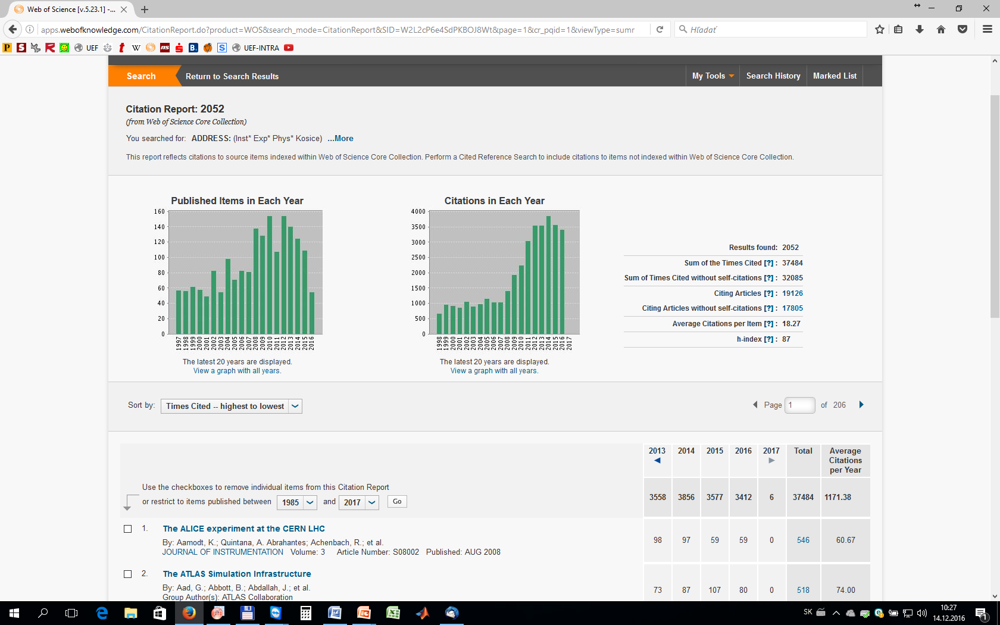 Web of Science [v.5.23.1] -...
apps.webofknowledge.com/CitationReport.do?product=WOS&search_mode=CitationReport&SID=W2L2cP6e4SdPKBOJ8Wt&page=1&cr_pqid=1&viewType=sumr
Hľadať
UEF
UEF-INTRA
Search
Return to Search Results
My Tools
Search History
Marked List
Citation Report: 2052
(from Web of Science Core Collection)
You searched for: ADDRESS: (Inst* Exp* Phys* Kosice) ...More
This report reflects citations to source items indexed within Web of Science Core Collection. Perform a Cited Reference Search to include citations to items not indexed within Web of Science Core Collection.
Published Items in Each Year
160
140
120
100
80
60
40
20
0
1997 1998 1999 2000 2001 2002 2003 2004 2005 2006 2007 2008 2009 2010 2011 2012 2013 2014 2015 2016
The latest 20 years are displayed.
View a graph with all years.
Citations in Each Year
4000
3500
3000
2500
2000
1500
1000
500
0
1998 1999 2000 2001 2002 2003 2004 2005 2006 2007 2008 2009 2010 2011 2012 2013 2014 2015 2016 2017
The latest 20 years are displayed.
View a graph with all years.
Results found: 2052
Sum of the Times Cited [?] : 37484
Sum of Times Cited without self-citations [?] : 32085
Citing Articles [?] : 19126
Citing Articles without self-citations [?] : 17805
Average Citations per Item [?] : 18.27
h-index [?] : 87
Sort by: Times Cited -- highest to lowest
Page 1 of 206
2013 2014 2015 2016 2017 Total Average Citations per Year
Use the checkboxes to remove individual items from this Citation Report
or restrict to items published between 1985 and 2017 Go
3558 3856 3577 3412 6 37484 1171.38
1. The ALICE experiment at the CERN LHC
By: Aamodt, K.; Quintana, A. Abrahantes; Achenbach, R.; et al.
JOURNAL OF INSTRUMENTATION Volume: 3 Article Number: S08002 Published: AUG 2008
98 97 59 59 0 546 60.67
2. The ATLAS Simulation Infrastructure
By: Aad, G.; Abbott, B.; Abdallah, J.; et al.
Group Author(s): ATLAS Collaboration
73 87 107 80 0 518 74.00
SK
10:27
14.12.2016
1